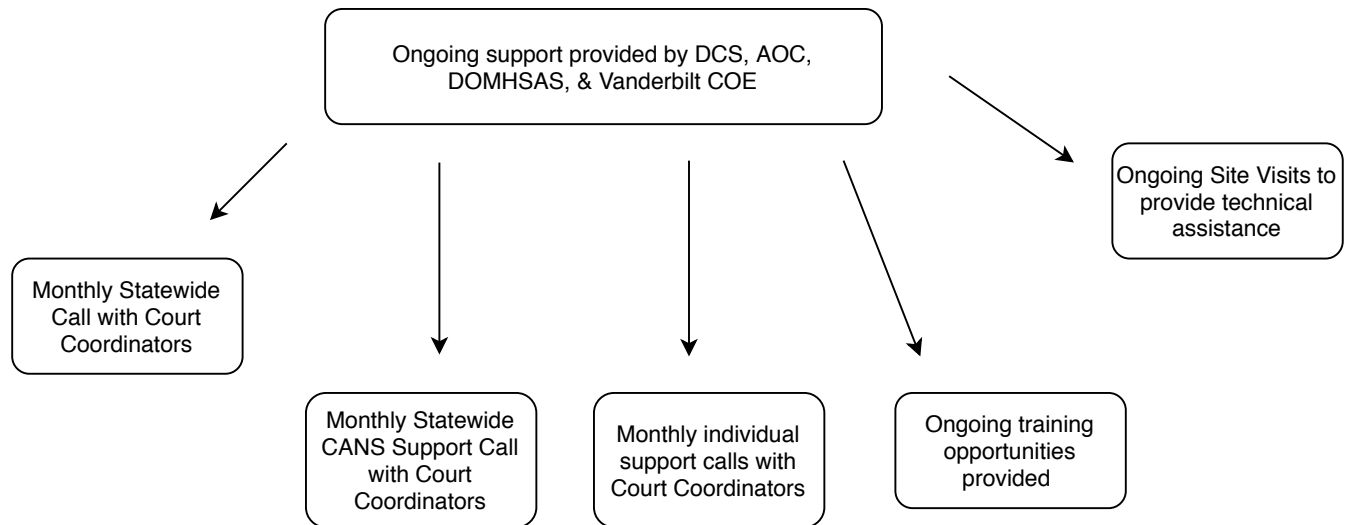 Ongoing support provided by DCS, AOC,
DOMHSAS, & Vanderbilt COE
Ongoing Site Visits to
provide technical
assistance
Monthly Statewide
Call with Court
Coordinators
Monthly Statewide
CANS Support Call
with Court
Coordinators
Monthly individual
support calls with
Court Coordinators
Ongoing training
opportunities
provided